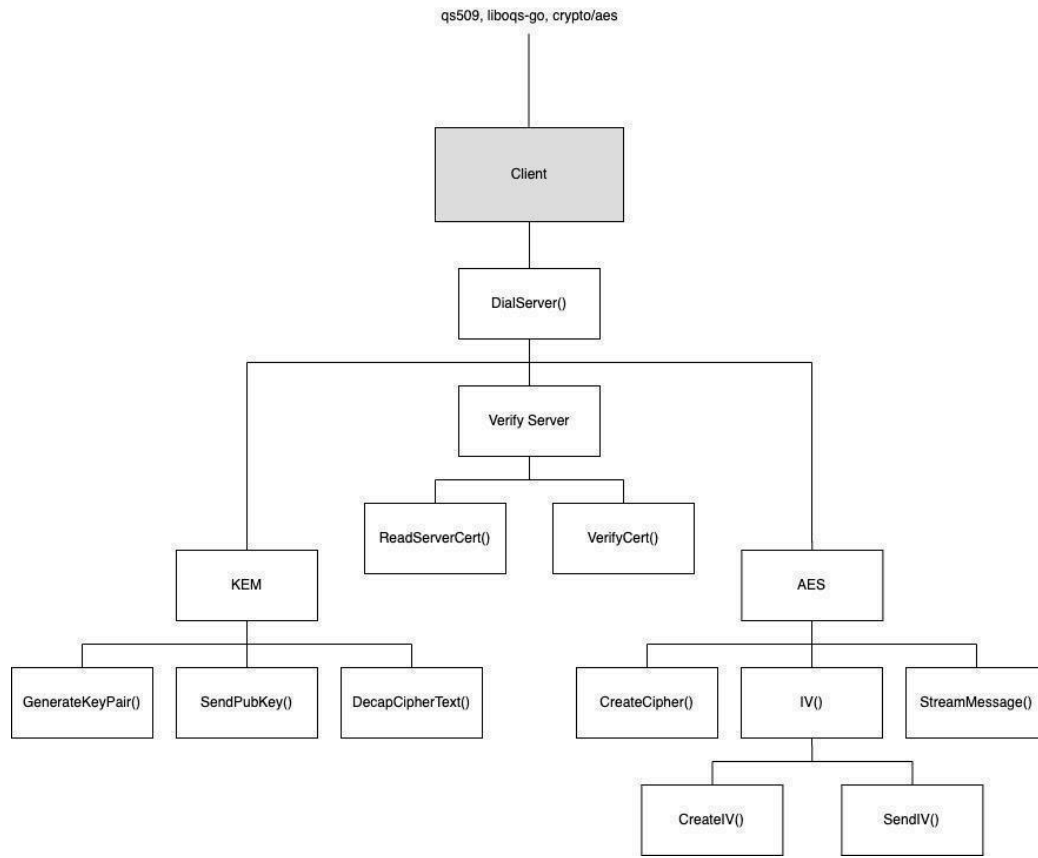 qs509, liboqs-go, crypto/aes
Client
DialServer()
Verify Server
ReadServerCert()
VerifyCert()
KEM
AES
GenerateKeyPair()
SendPubKey()
DecapCipherText()
CreateCipher()
IV()
StreamMessage()
CreateIV()
SendIV()